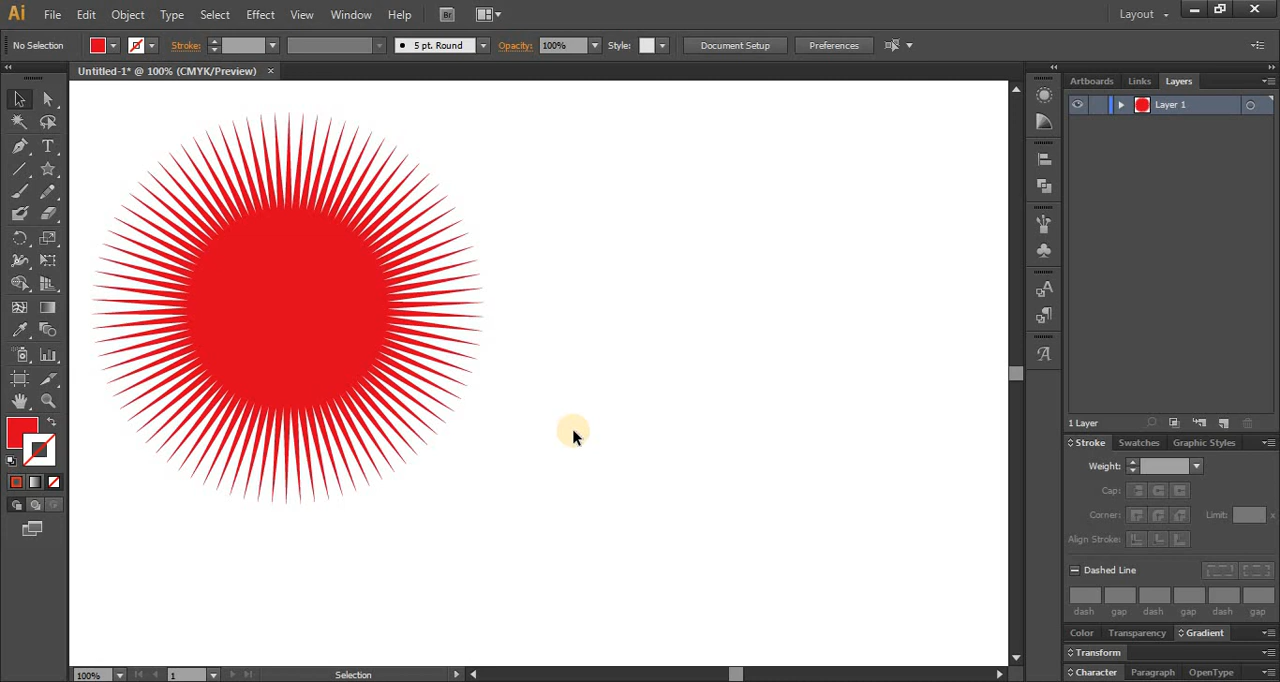 Ai File Edit Object Type Select Effect View Window Help Br Layout
No Selection Stroke: 5 pt. Round Opacity: 100% Style: Document Setup Preferences
Untitled-1* @ 100% (CMYK/Preview) ×
Artboards Links Layers
Layer 1
1 Layer
Stroke Swatches Graphic Styles
Weight:
Cap:
Corner: Limit: x
Align Stroke:
Dashed Line
dash gap dash gap dash gap
Color Transparency Gradient
Transform
Character Paragraph OpenType
100% 1 Selection